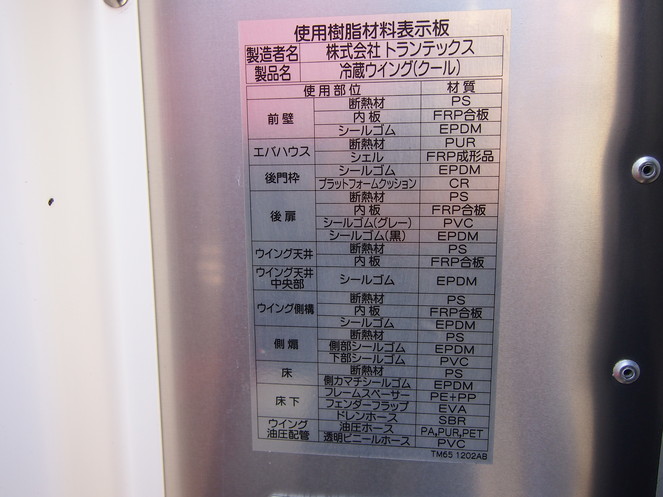 使用樹脂材料表示板
製造者名 株式会社 トランテックス
製品名 冷蔵ウイング(クール)
使用部位 材質
前壁 断熱材 PS
内板 FRP合板
シールゴム EPDM
エバハウス 断熱材 PUR
シェル FRP成形品
後門枠 シールゴム EPDM
プラットフォームクッション CR
後扉 断熱材 PS
内板 FRP合板
シールゴム(グレー) PVC
シールゴム(黒) EPDM
ウイング天井 断熱材 PS
内板 FRP合板
ウイング天井中央部 シールゴム EPDM
ウイング側構 断熱材 PS
内板 FRP合板
シールゴム EPDM
側煽 断熱材 PS
側部シールゴム EPDM
下部シールゴム PVC
床 断熱材 PS
側カマチシールゴム EPDM
床下 フレームスペーサー PE+PP
フェンダーフラップ EVA
ドレンホース SBR
ウイング油圧配管 油圧ホース PA,PUR,PET
透明ビニールホース PVC
TM65 1202AB